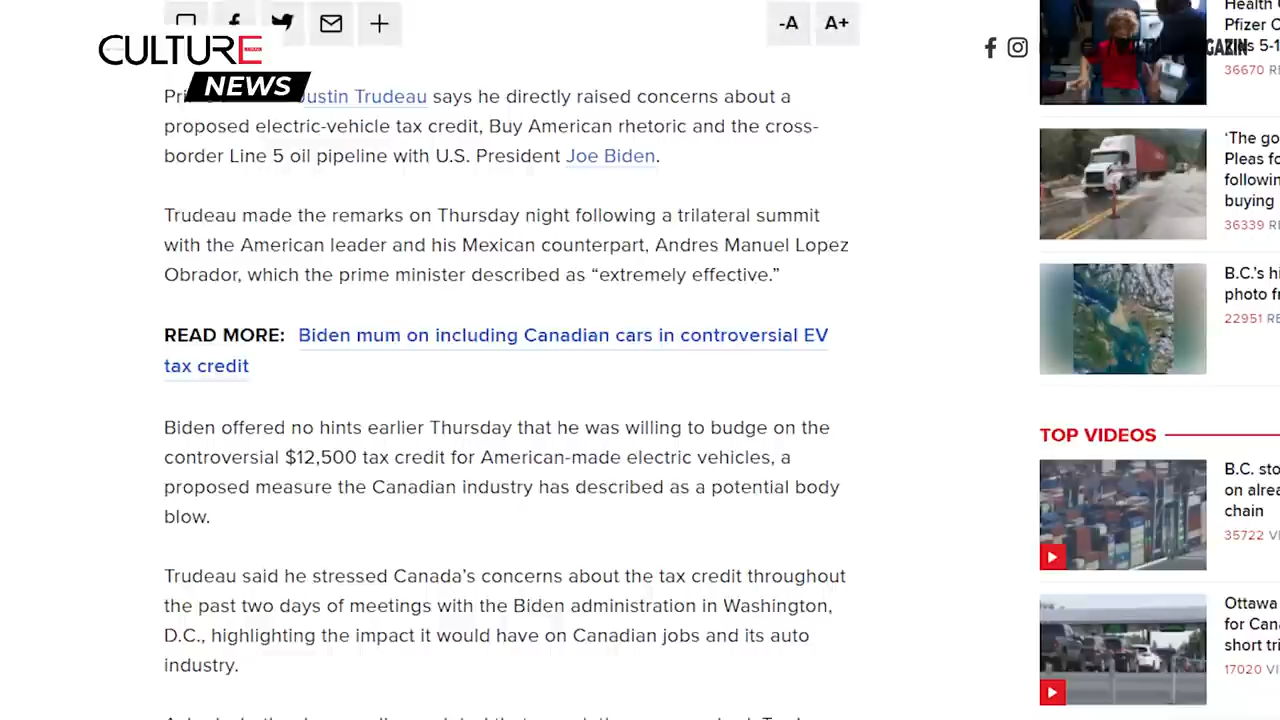 -A A+
CULTURE
NEWS
Justin Trudeau says he directly raised concerns about a
proposed electric-vehicle tax credit, Buy American rhetoric and the cross-
border Line 5 oil pipeline with U.S. President Joe Biden.
Trudeau made the remarks on Thursday night following a trilateral summit
with the American leader and his Mexican counterpart, Andres Manuel Lopez
Obrador, which the prime minister described as “extremely effective.”
READ MORE: Biden mum on including Canadian cars in controversial EV
tax credit
Biden offered no hints earlier Thursday that he was willing to budge on the
controversial $12,500 tax credit for American-made electric vehicles, a
proposed measure the Canadian industry has described as a potential body
blow.
Trudeau said he stressed Canada’s concerns about the tax credit throughout
the past two days of meetings with the Biden administration in Washington,
D.C., highlighting the impact it would have on Canadian jobs and its auto
industry.
Health
Pfizer
5-1
36670
‘The go
Pleas fo
following
buying
36339 RE
B.C.’s hi
photo fr
22951 RE
TOP VIDEOS
B.C. sto
on alrea
chain
35722 VI
Ottawa
for Cana
short tri
17020 VI